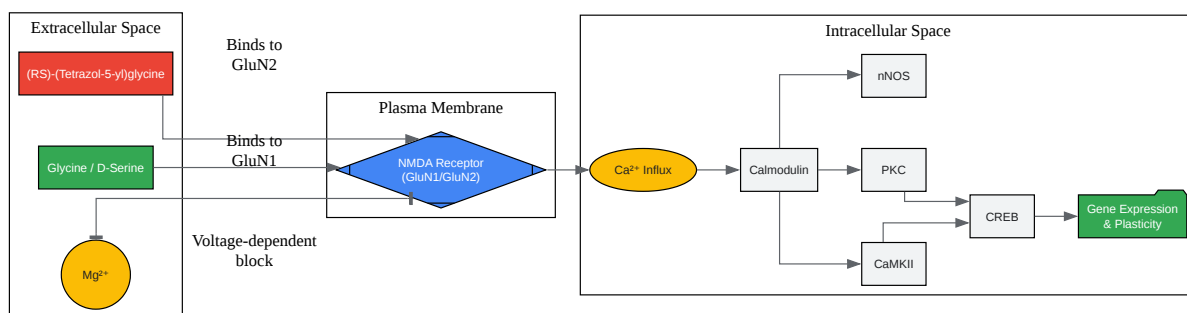 Extracellular Space
(RS)-(Tetrazol-5-yl)glycine
Glycine / D-Serine
Mg²⁺
Binds to
GluN2
Binds to
GluN1
Voltage-dependent
block
Plasma Membrane
NMDA Receptor
(GluN1/GluN2)
Intracellular Space
Ca²⁺ Influx
Calmodulin
nNOS
PKC
CaMKII
CREB
Gene Expression
& Plasticity